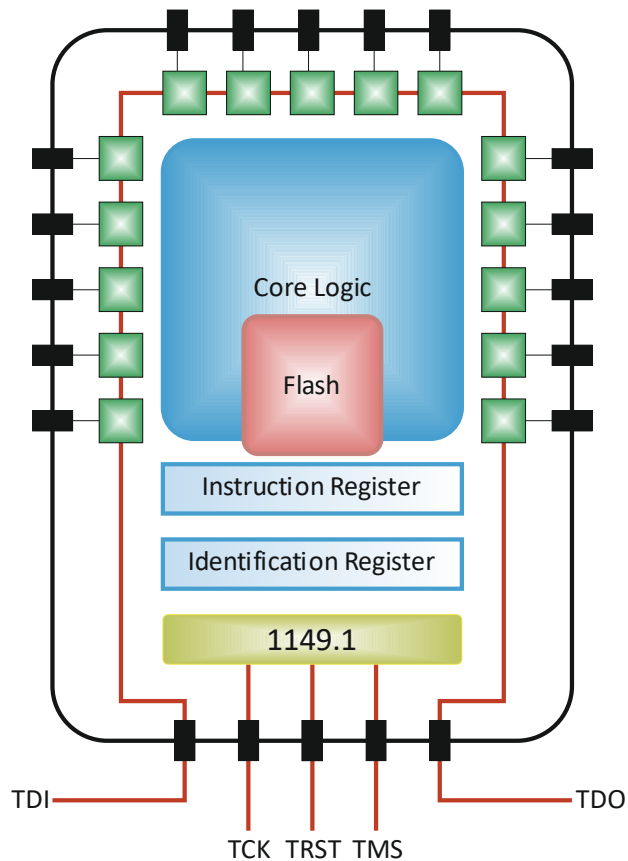 Core Logic
Flash
Instruction Register
Identification Register
1149.1
TDI
TDO
TCK TRST TMS